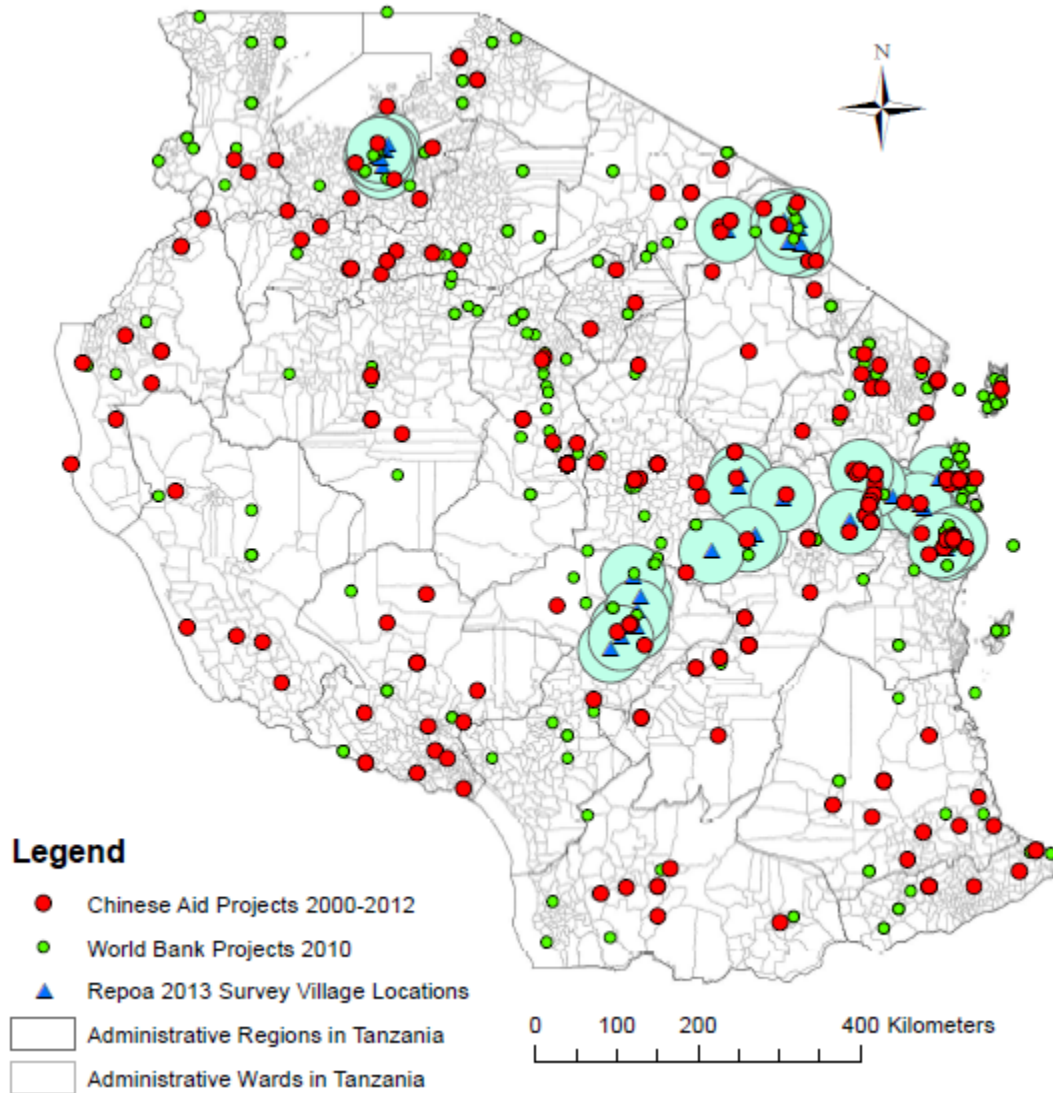 N
Legend
Chinese Aid Projects 2000-2012
World Bank Projects 2010
Repoa 2013 Survey Village Locations
Administrative Regions in Tanzania
Administrative Wards in Tanzania
0 100 200 400 Kilometers